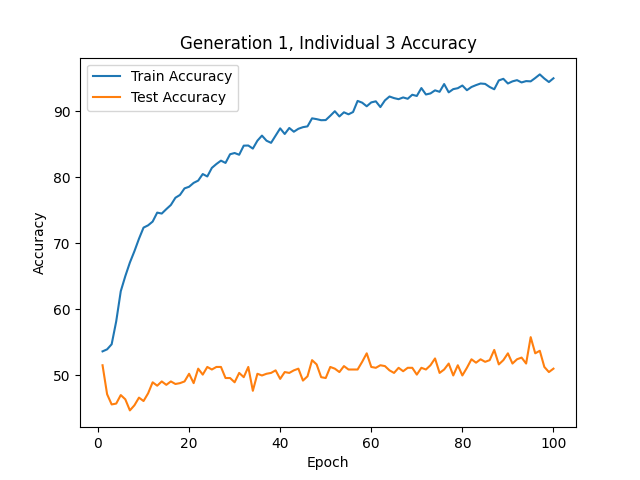 Generation 1, Individual 3 Accuracy
Train Accuracy
Test Accuracy
90
80
70
60
50
Accuracy
0 20 40 60 80 100
Epoch